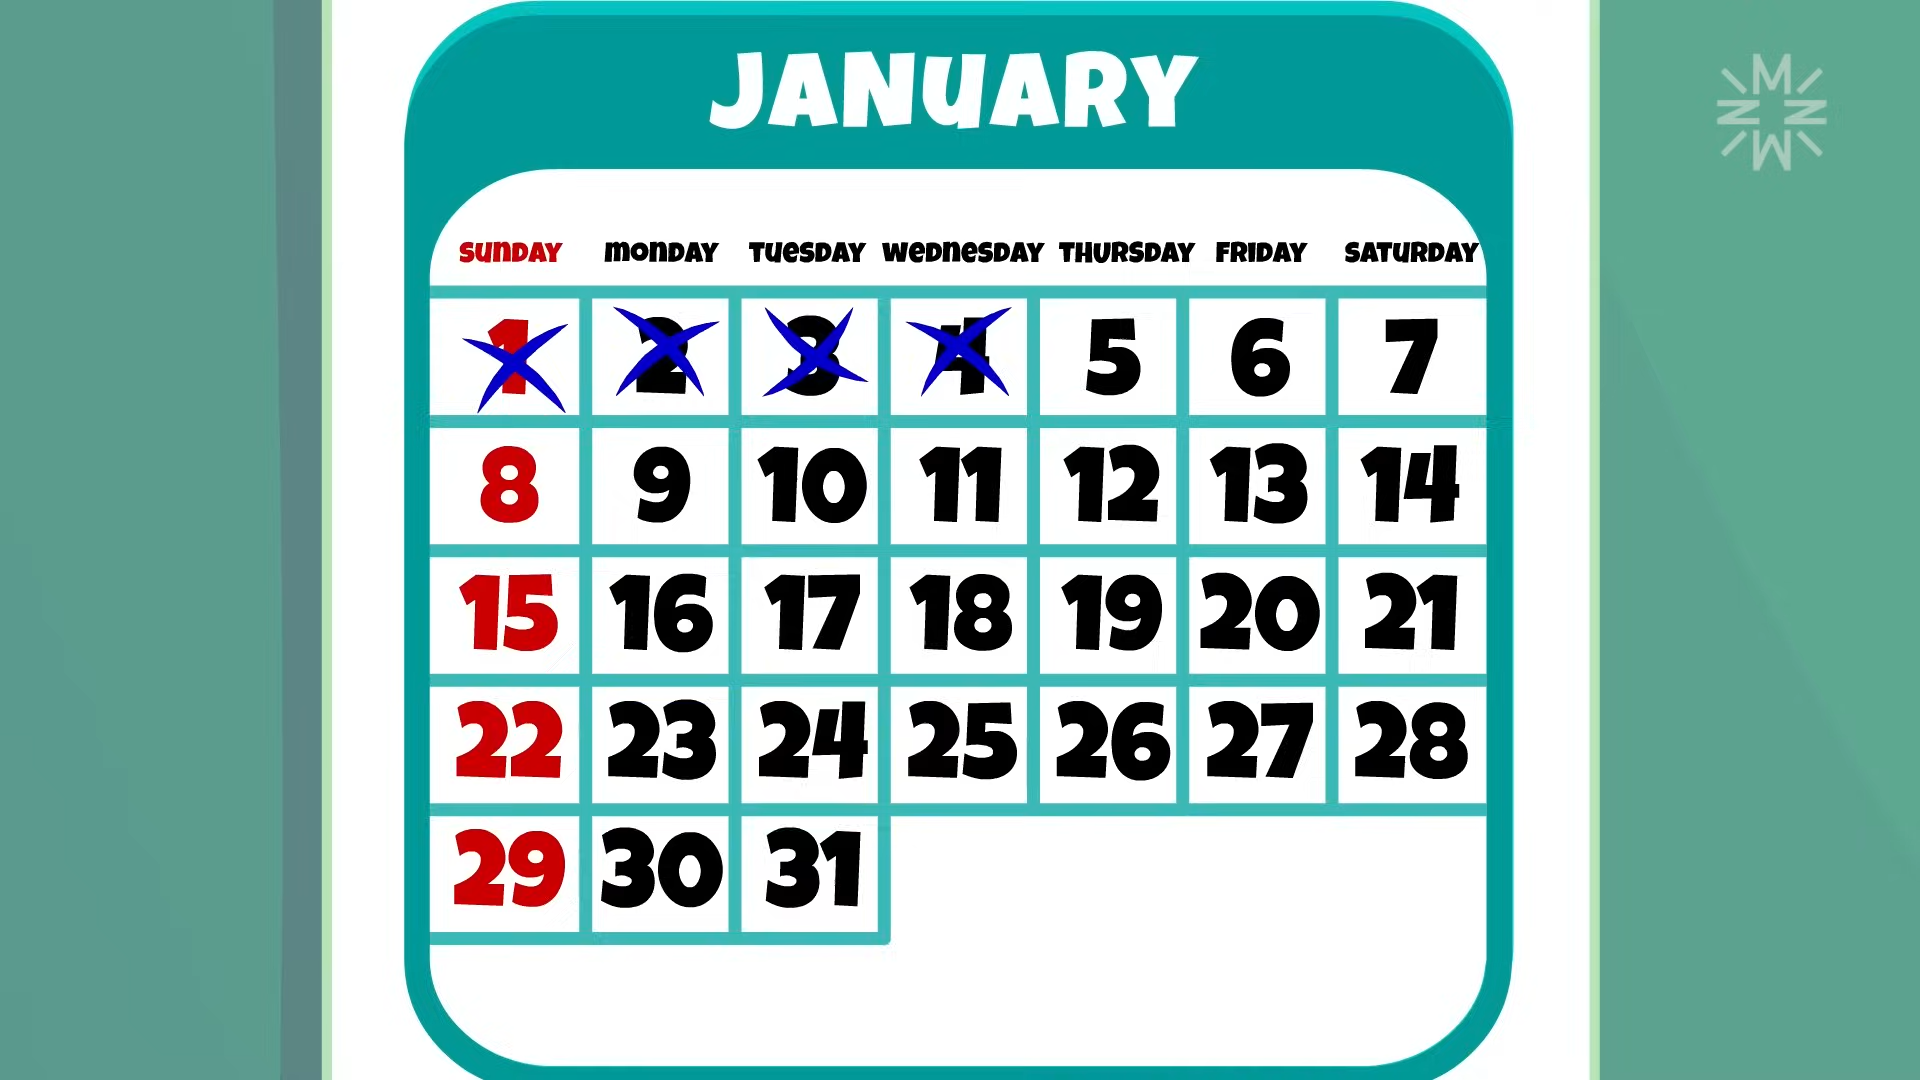 JANUARY
SUNDAY MONDAY TUESDAY WEDNESDAY THURSDAY FRIDAY SATURDAY
1 2 3 4 5 6 7
8 9 10 11 12 13 14
15 16 17 18 19 20 21
22 23 24 25 26 27 28
29 30 31